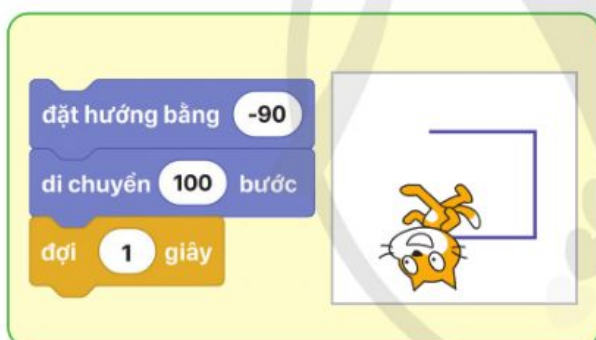 đặt hướng bằng -90
di chuyển 100 bước
đợi 1 giây